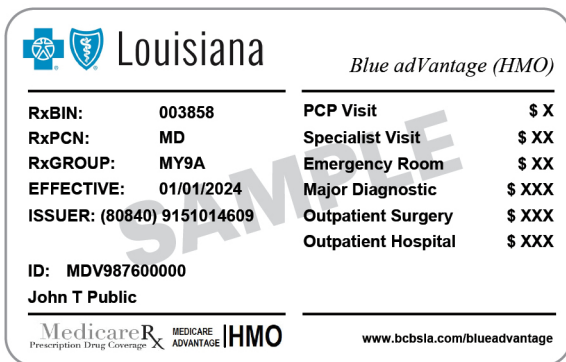 Louisiana
Blue adVantage (HMO)
RxBIN: 003858
RxPCN: MD
RxGROUP: MY9A
EFFECTIVE: 01/01/2024
ISSUER: (80840) 9151014609
PCP Visit $ X
Specialist Visit $ XX
Emergency Room $ XX
Major Diagnostic $ XXX
Outpatient Surgery $ XXX
Outpatient Hospital $ XXX
SAMPLE
ID: MDV987600000
John T Public
MedicareRx
Prescription Drug Coverage
MEDICARE
ADVANTAGE HMO
www.bcbsla.com/blueadvantage